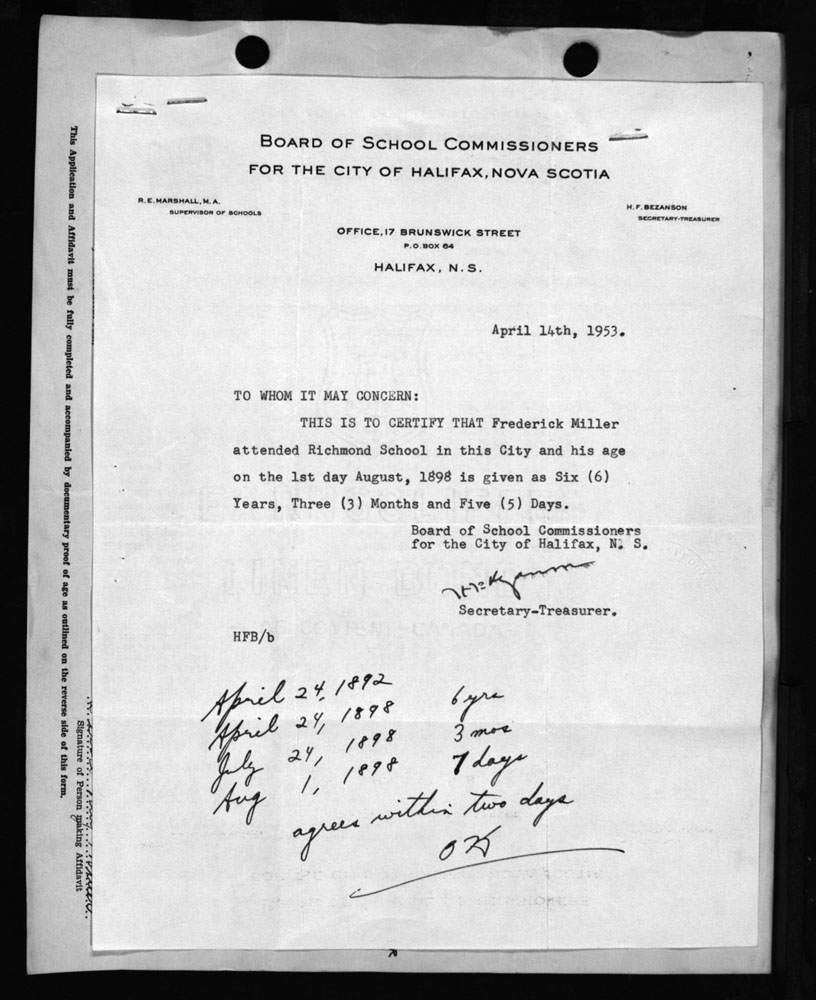 BOARD OF SCHOOL COMMISSIONERS
FOR THE CITY OF HALIFAX, NOVA SCOTIA
R. E. MARSHALL, M. A.
SUPERVISOR OF SCHOOLS
H. F. BEZANSON
SECRETARY-TREASURER
OFFICE, 17 BRUNSWICK STREET
P.O. BOX 64
HALIFAX, N. S.
April 14th, 1953.
TO WHOM IT MAY CONCERN:
THIS IS TO CERTIFY THAT Frederick Miller
attended Richmond School in this City and his age
on the 1st day August, 1898 is given as Six (6)
Years, Three (3) Months and Five (5) Days.
Board of School Commissioners
for the City of Halifax, N. S.
Secretary-Treasurer.
HFB/b
April 24, 1892
April 24, 1898 6 yrs
July 24, 1898 3 mos
Aug 1, 1898 7 days
agrees within two days
OK
This Application and Affidavit must be fully completed and accompanied by documentary proof of age as outlined on the reverse side of this form.
Signature of Person making Affidavit